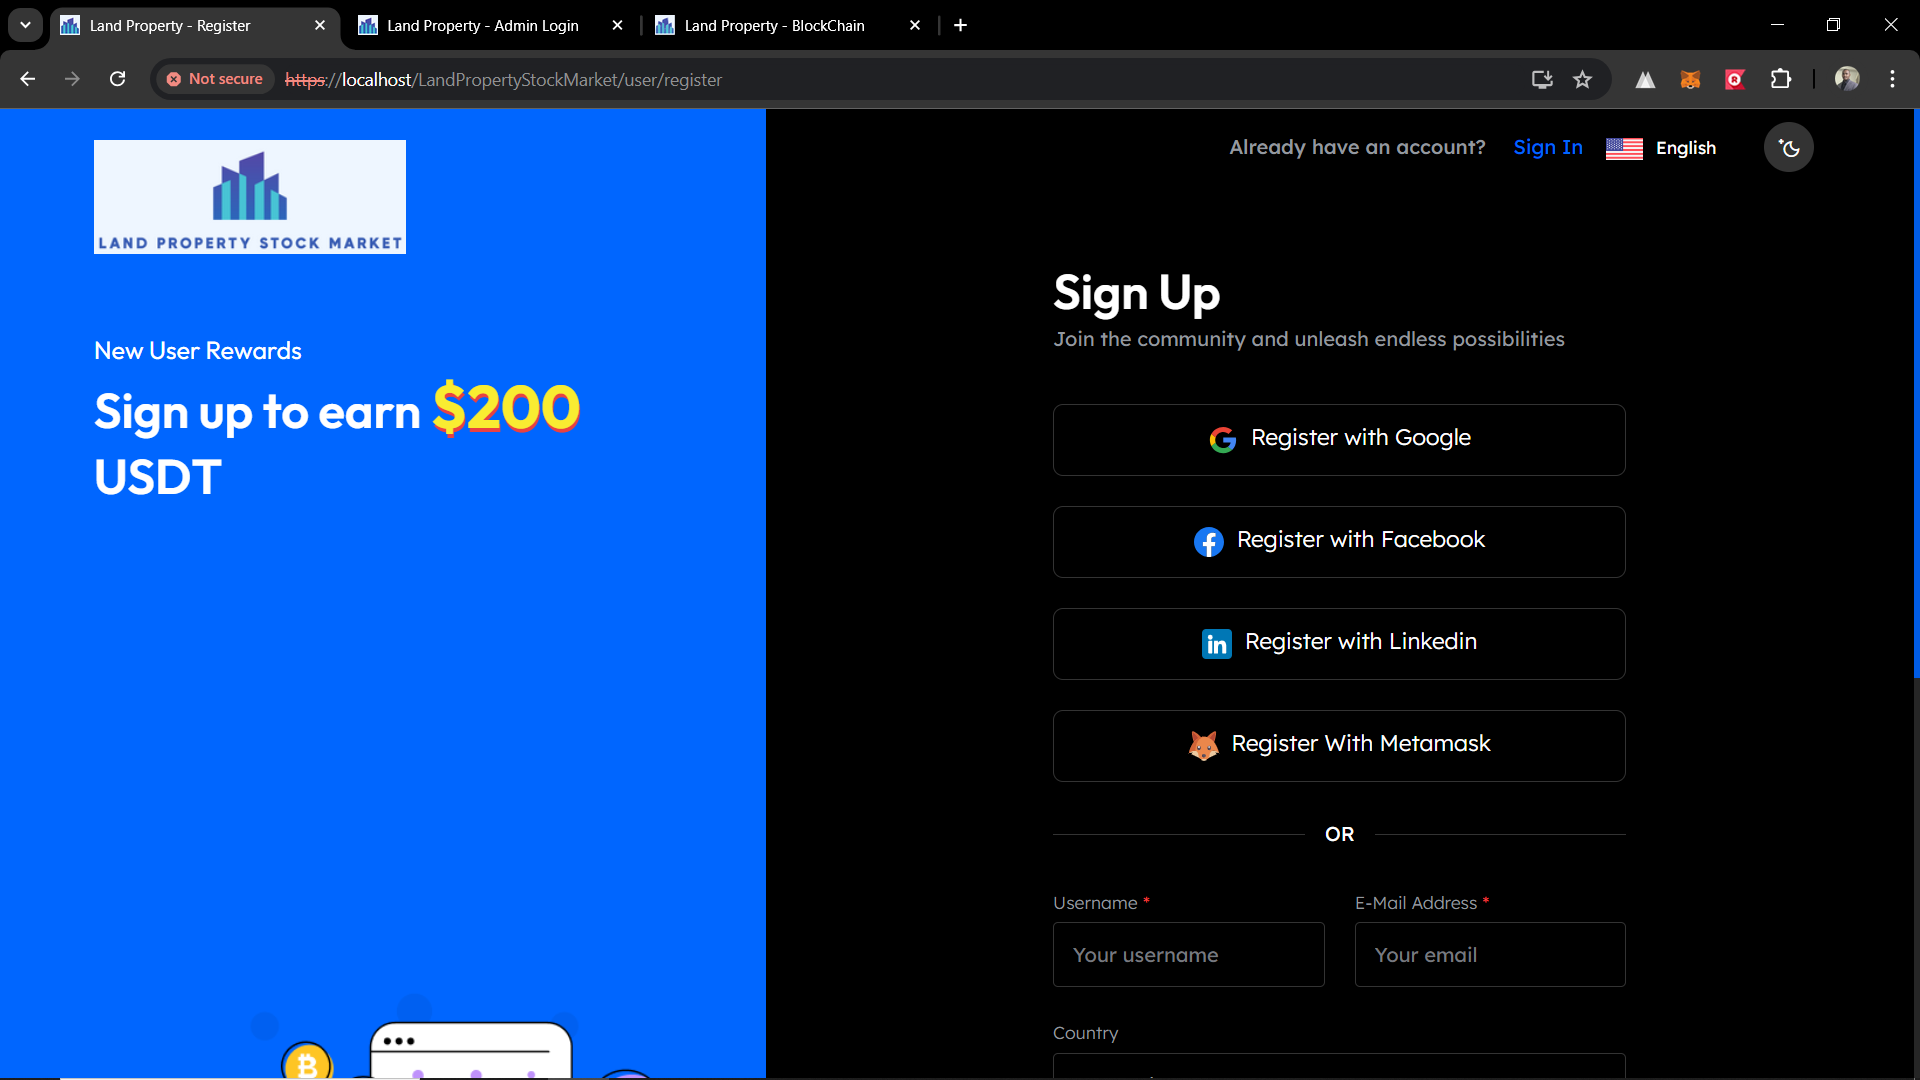 Land Property - Register
Land Property - Admin Login
Land Property - BlockChain
Not secure
https://localhost/LandPropertyStockMarket/user/register
LAND PROPERTY STOCK MARKET
New User Rewards
Sign up to earn $200
USDT
Already have an account? Sign In English
Sign Up
Join the community and unleash endless possibilities
Register with Google
Register with Facebook
Register with Linkedin
Register With Metamask
OR
Username *
E-Mail Address *
Your username
Your email
Country